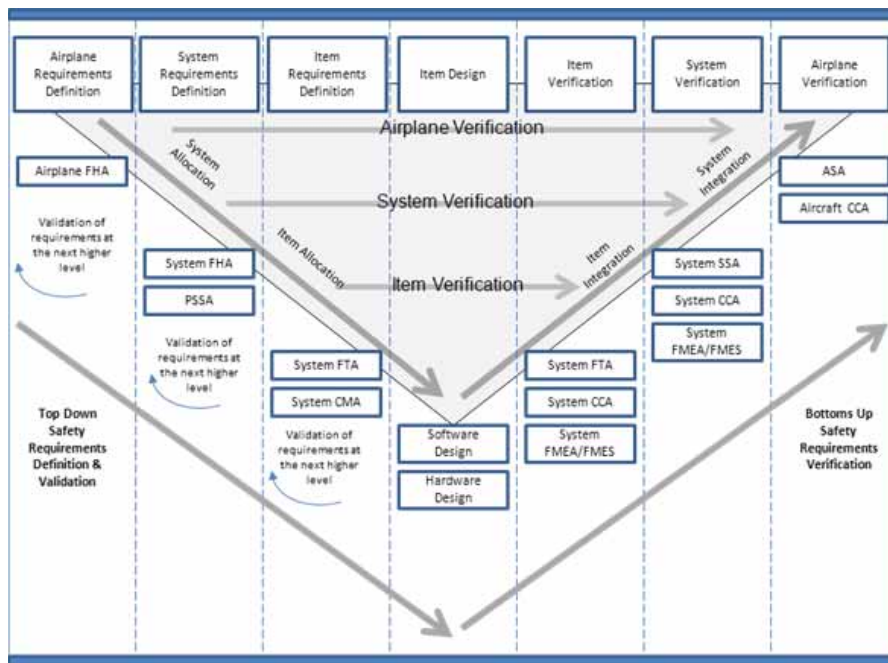 Airplane
Requirements
Definition
System
Requirements
Definition
Item
Requirements
Definition
Item Design
Item
Verification
System
Verification
Airplane
Verification
Airplane Verification
System
Allocation
System
Integration
Airplane FHA
ASA
System Verification
Aircraft CCA
Validation of
requirements at
the next higher
level
Item Allocation
Item
Integration
System FHA
System SSA
Item Verification
PSSA
System CCA
Validation of
requirements at
the next higher
level
System
FMEA/FMES
System FTA
System FTA
System CMA
System CCA
Top Down
Safety
Requirements
Definition &
Validation
Validation of
requirements at
the next higher
level
Software
Design
Hardware
Design
System
FMEA/FMES
Bottoms Up
Safety
Requirements
Verification